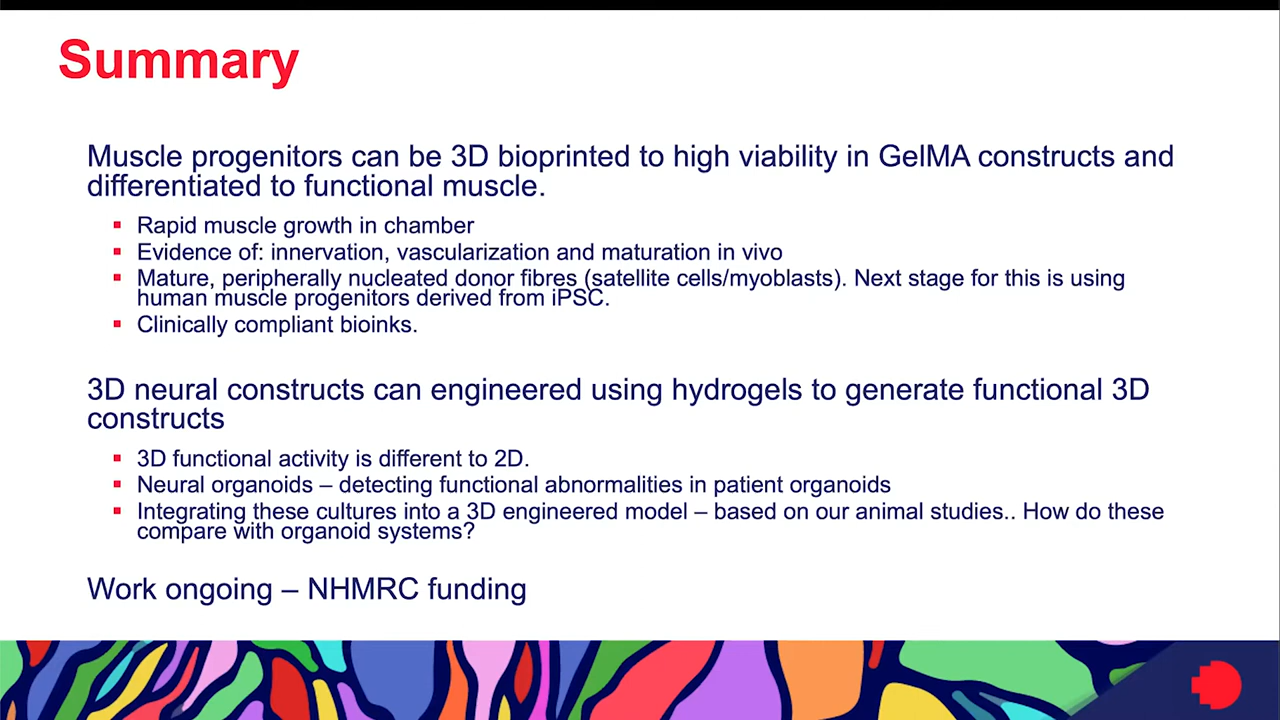 Summary
Muscle progenitors can be 3D bioprinted to high viability in GelMA constructs and
differentiated to functional muscle.
Rapid muscle growth in chamber
Evidence of: innervation, vascularization and maturation in vivo
Mature, peripherally nucleated donor fibres (satellite cells/myoblasts). Next stage for this is using
human muscle progenitors derived from iPSC.
Clinically compliant bioinks.
3D neural constructs can engineered using hydrogels to generate functional 3D
constructs
3D functional activity is different to 2D.
Neural organoids – detecting functional abnormalities in patient organoids
Integrating these cultures into a 3D engineered model – based on our animal studies.. How do these
compare with organoid systems?
Work ongoing – NHMRC funding